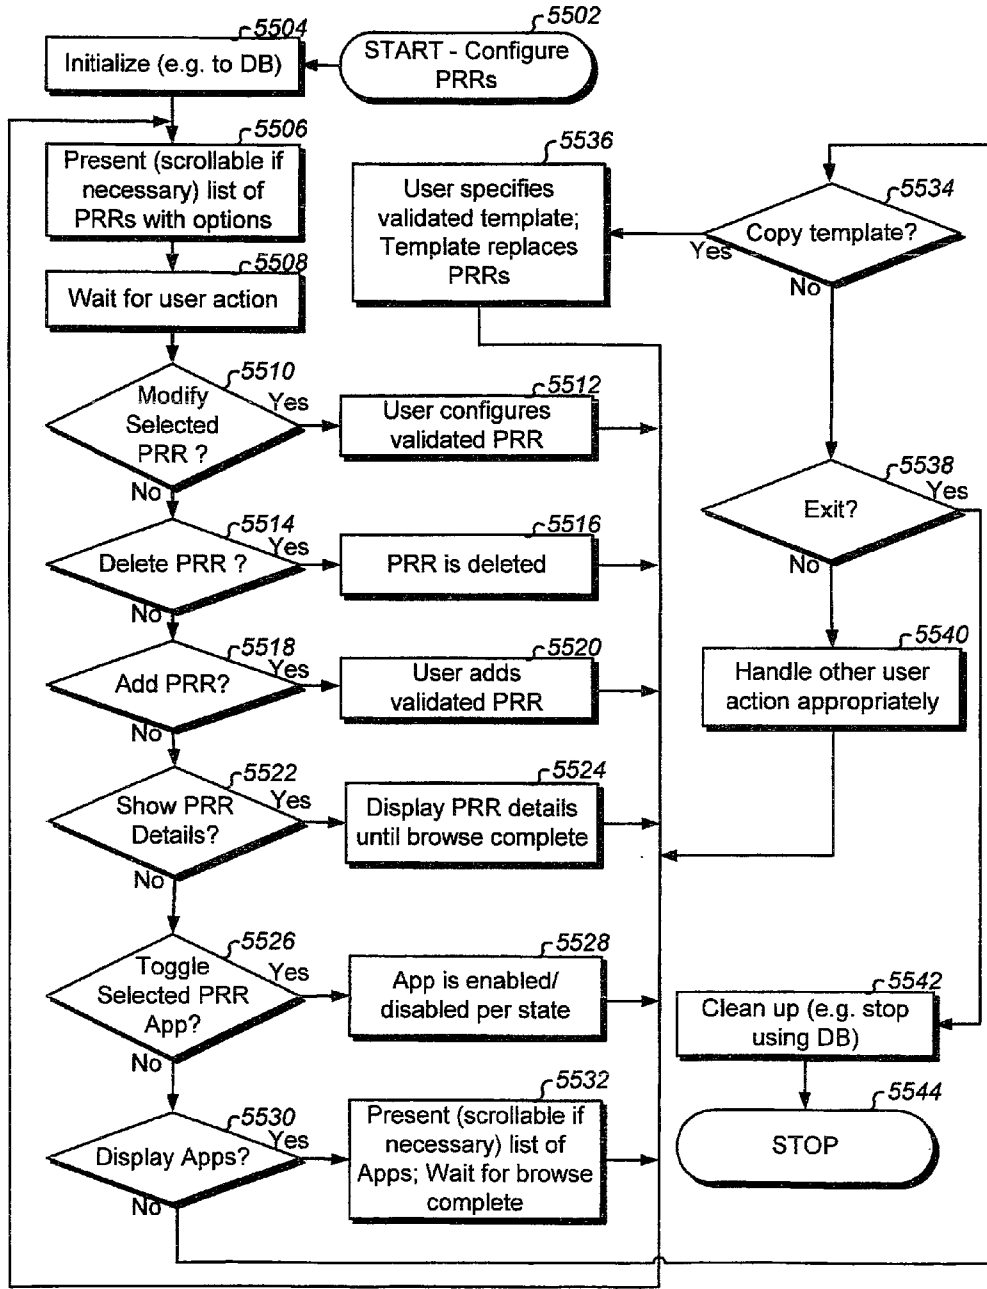 5502
START - Configure
PRRs
5504
Initialize (e.g. to DB)
5506
Present (scrollable if
necessary) list of
PRRs with options
5508
Wait for user action
5510
Modify
Selected
PRR ?
Yes
No
5512
User configures
validated PRR
5514
Delete PRR ?
Yes
No
5516
PRR is deleted
5518
Add PRR?
Yes
No
5520
User adds
validated PRR
5522
Show PRR
Details?
Yes
No
5524
Display PRR details
until browse complete
5526
Toggle
Selected PRR
App?
Yes
No
5528
App is enabled/
disabled per state
5530
Display Apps?
Yes
No
5532
Present (scrollable if
necessary) list of
Apps; Wait for browse
complete
5534
Copy template?
Yes
No
5536
User specifies
validated template;
Template replaces
PRRs
5538
Exit?
Yes
No
5540
Handle other user
action appropriately
5542
Clean up (e.g. stop
using DB)
5544
STOP